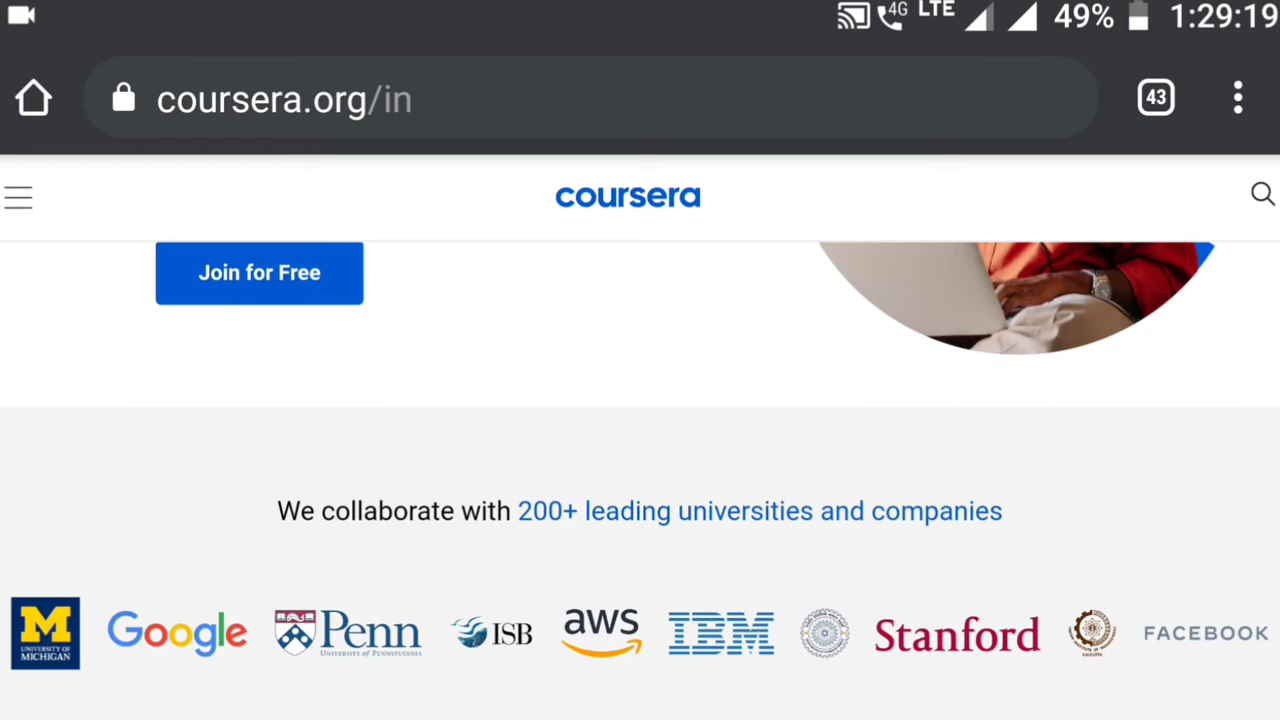 4G LTE 49% 1:29:19
coursera.org/in
43
coursera
Join for Free
We collaborate with 200+ leading universities and companies
M
UNIVERSITY OF
MICHIGAN
Google
Penn
UNIVERSITY of PENNSYLVANIA
ISB
aws
IBM
Stanford
CALCUTTA
FACEBOOK